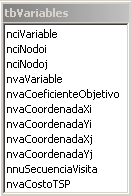 tbVariables
nciVariable
nciNodoi
nciNodoj
nvaVariable
nvaCoeficienteObjetivo
nvaCoordenadaXi
nvaCoordenadaYi
nvaCoordenadaXj
nvaCoordenadaYj
nnuSecuenciaVisita
nvaCostoTSP